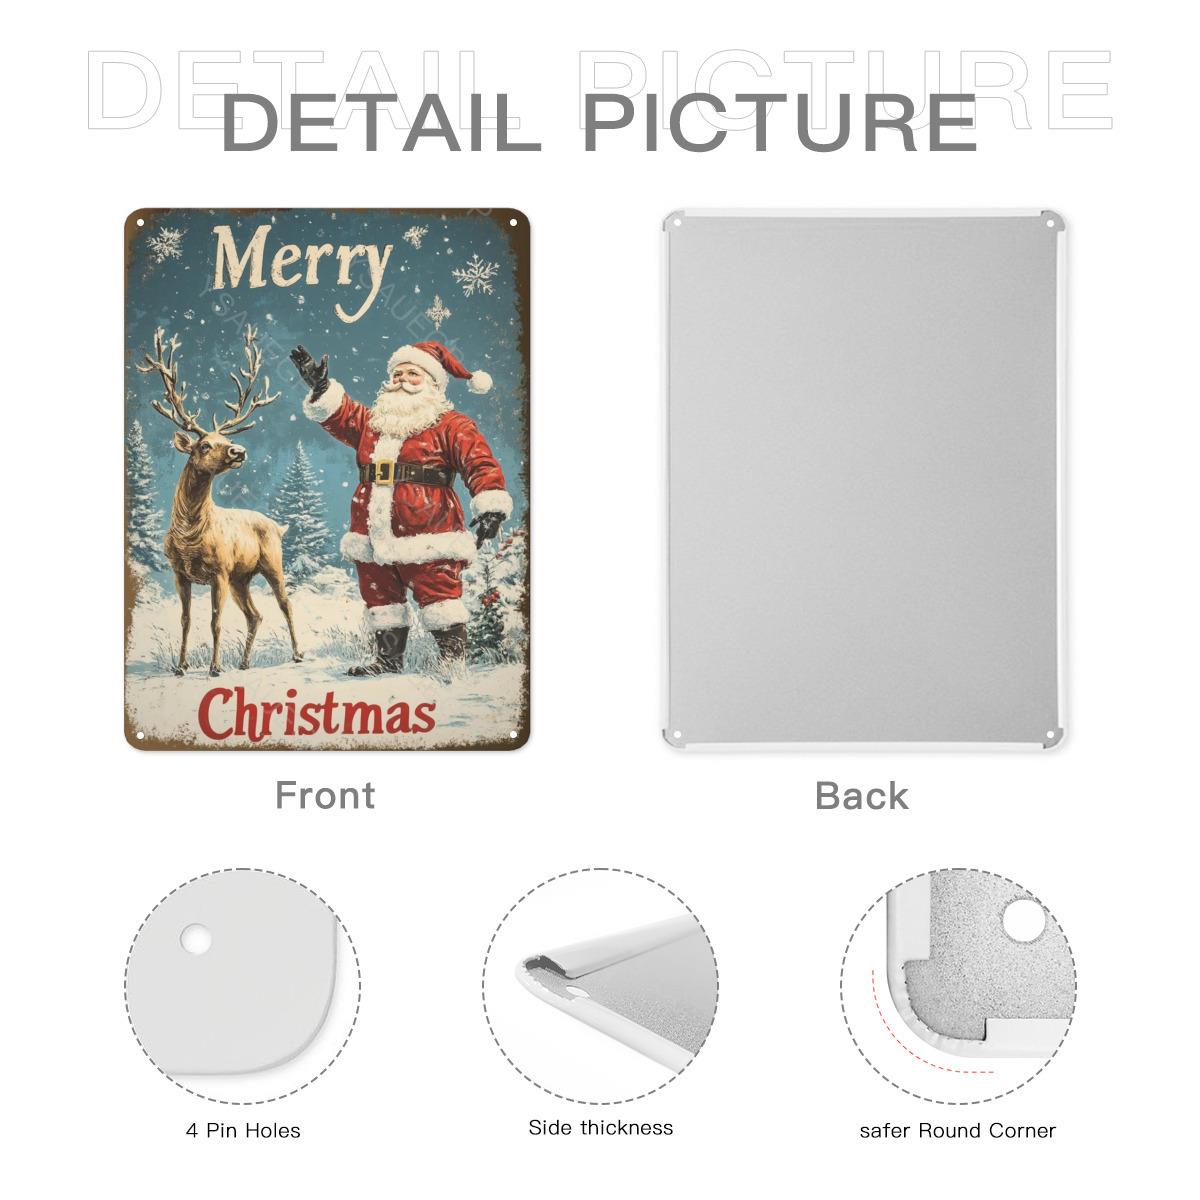 DETAIL PICTURE
DETAIL PICTURE
Merry
Christmas
Front
Back
4 Pin Holes
Side thickness
safer Round Corner